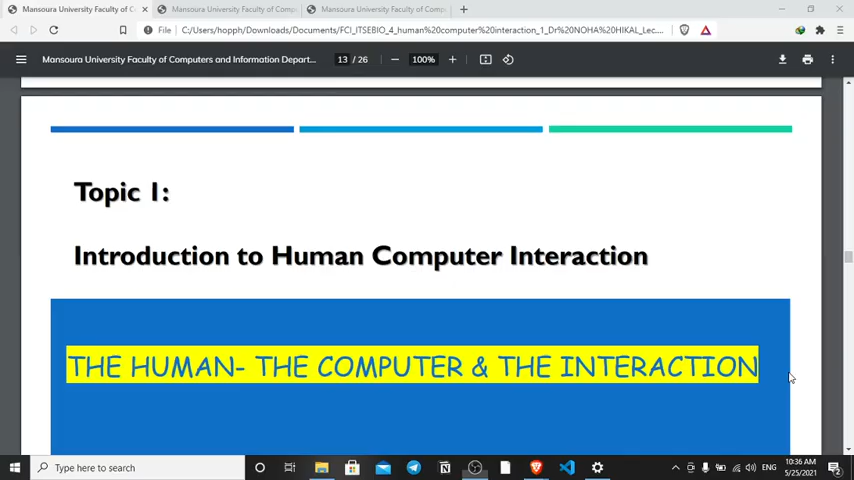 Mansoura University Faculty of C
Mansoura University Faculty of Comp
Mansoura University Faculty of Comp
File
C:/Users/hopph/Downloads/Documents/FCI_ITSEBIO_4_human%20computer%20interaction_1_Dr%20NOHA%20HIKAL_Lec....
Mansoura University Faculty of Computers and Information Depart...
13 / 26
100%
Topic 1:
Introduction to Human Computer Interaction
THE HUMAN- THE COMPUTER & THE INTERACTION
Type here to search
ENG
10:36 AM
5/25/2021
2